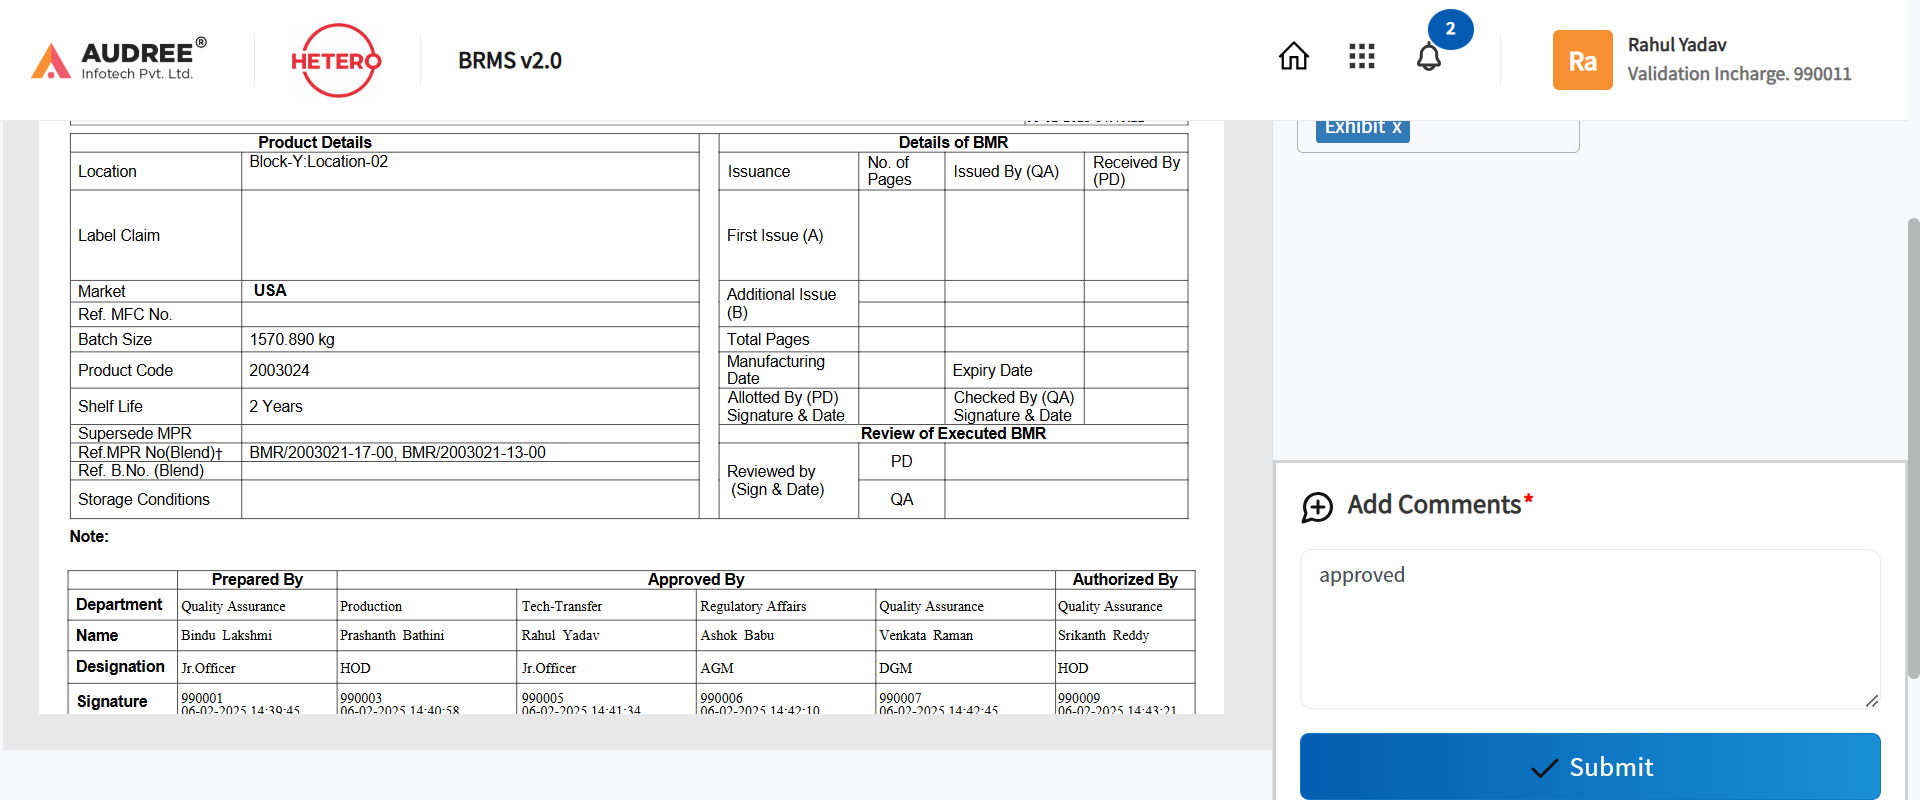 AUDREE®
Infotech Pvt. Ltd.
HETERO
BRMS v2.0
2
Ra
Rahul Yadav
Validation Incharge. 990011
Exhibit x
Product Details
Location Block-Y:Location-02
Label Claim
Market USA
Ref. MFC No.
Batch Size 1570.890 kg
Product Code 2003024
Shelf Life 2 Years
Supersede MPR
Ref.MPR No(Blend)† BMR/2003021-17-00, BMR/2003021-13-00
Ref. B.No. (Blend)
Storage Conditions
Details of BMR
Issuance No. of Pages Issued By (QA) Received By (PD)
First Issue (A)
Additional Issue (B)
Total Pages
Manufacturing Date Expiry Date
Allotted By (PD) Signature & Date Checked By (QA) Signature & Date
Review of Executed BMR
Reviewed by (Sign & Date) PD
QA
Note:
Prepared By Approved By Authorized By
Department Quality Assurance Production Tech-Transfer Regulatory Affairs Quality Assurance Quality Assurance
Name Bindu Lakshmi Prashanth Bathini Rahul Yadav Ashok Babu Venkata Raman Srikanth Reddy
Designation Jr.Officer HOD Jr.Officer AGM DGM HOD
Signature 990001 990003 990005 990006 990007 990009
06-02-2025 14:39:45 06-02-2025 14:40:58 06-02-2025 14:41:34 06-02-2025 14:42:10 06-02-2025 14:42:45 06-02-2025 14:43:21
Add Comments*
approved
Submit